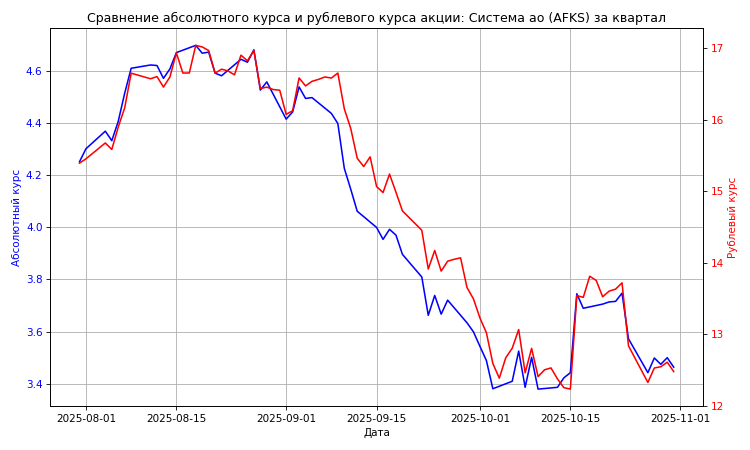 Сравнение абсолютного курса и рублевого курса акции: Система ао (AFKS) за квартал
Абсолютный курс
4.6
4.4
4.2
4.0
3.8
3.6
3.4
17
16
15
14
13
12
Рублевый курс
2025-08-01 2025-08-15 2025-09-01 2025-09-15 2025-10-01 2025-10-15 2025-11-01
Дата